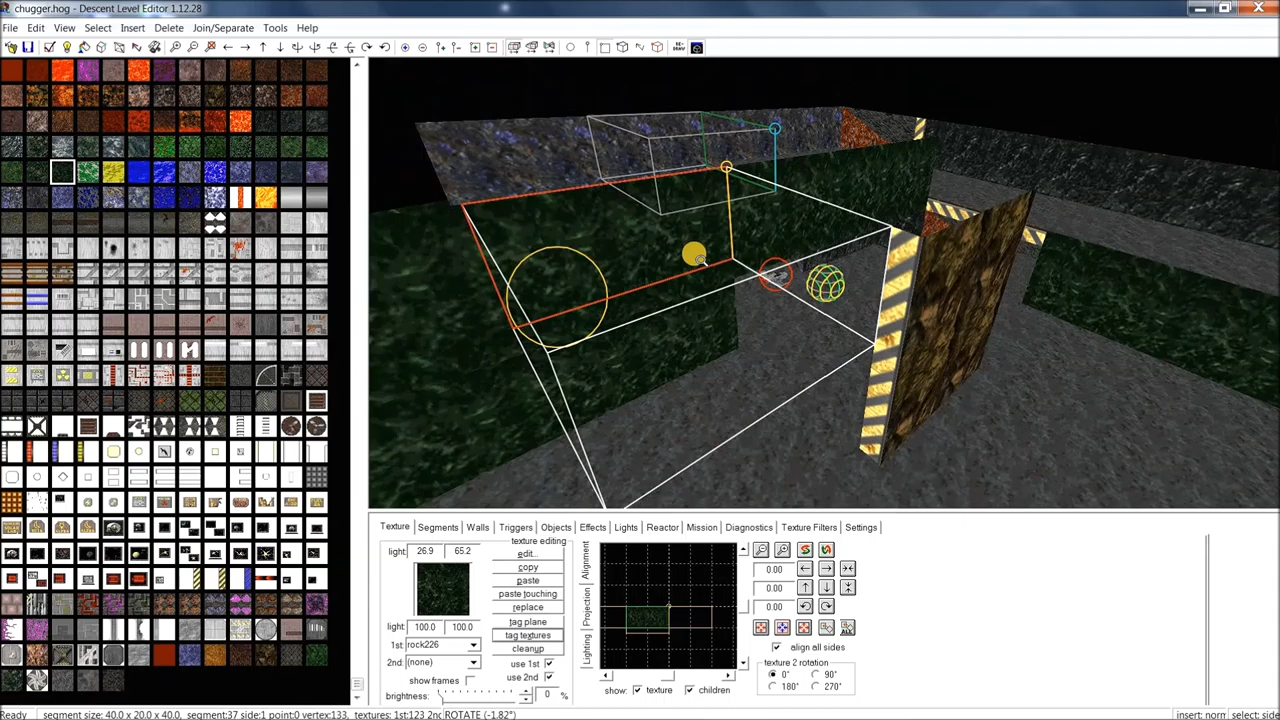 chugger.hog - Descent Level Editor 1.12.28
File Edit View Select Insert Delete Join/Separate Tools Help
Texture Segments Walls Triggers Objects Effects Lights Reactor Mission Diagnostics Texture Filters Settings
light: 26.9 65.2
texture editing
edit...
copy
paste
paste touching
replace
tag plane
tag textures
cleanup
light: 100.0 100.0
1st: rock226
2nd: (none)
use 1st
use 2nd
show frames
brightness: 0 %
Alignment
Projection
Lighting
show: texture children
0.00
0.00
0.00
ALL
align all sides
texture 2 rotation
0° 90°
180° 270°
Ready segment size: 40.0 x 20.0 x 40.0, segment:37 side:1 point:0 vertex:133, textures: 1st:123 2nd ROTATE (-1.82°) insert: norm select: side